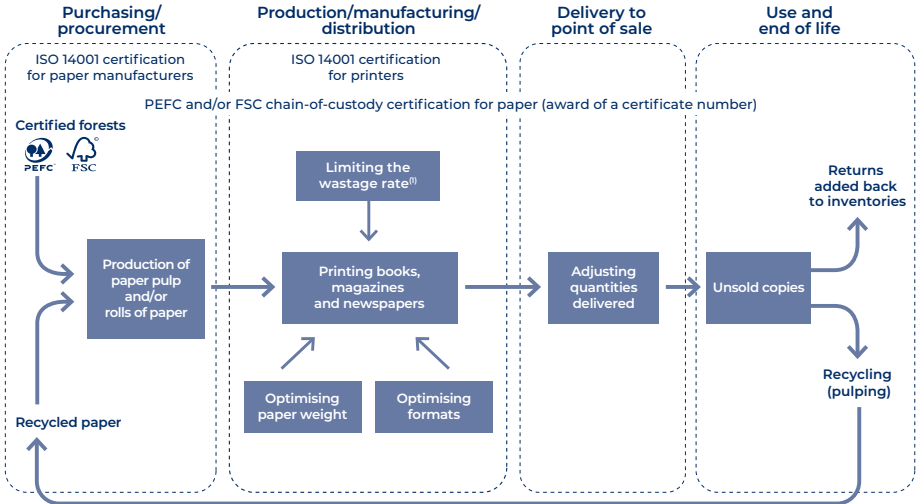 Purchasing/
procurement
Production/manufacturing/
distribution
Delivery to
point of sale
Use and
end of life
ISO 14001 certification
for paper manufacturers
ISO 14001 certification
for printers
PEFC and/or FSC chain-of-custody certification for paper (award of a certificate number)
Certified forests
PEFC
FSC
Limiting the
wastage rate(1)
Returns
added back
to inventories
Production of
paper pulp
and/or
rolls of paper
Printing books,
magazines
and newspapers
Adjusting
quantities
delivered
Unsold copies
Optimising
paper weight
Optimising
formats
Recycling
(pulping)
Recycled paper